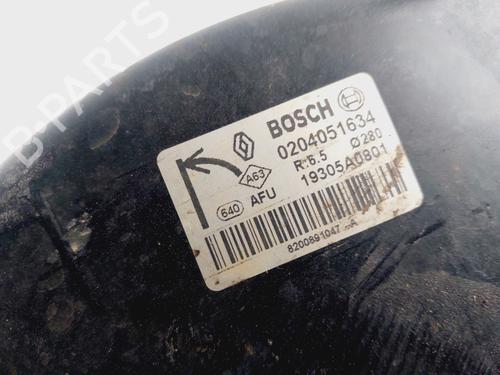 B-PARTS
BOSCH
0204051634
R 6.5 Ø280
A63
19305A0801
640 AFU
8200891047 A